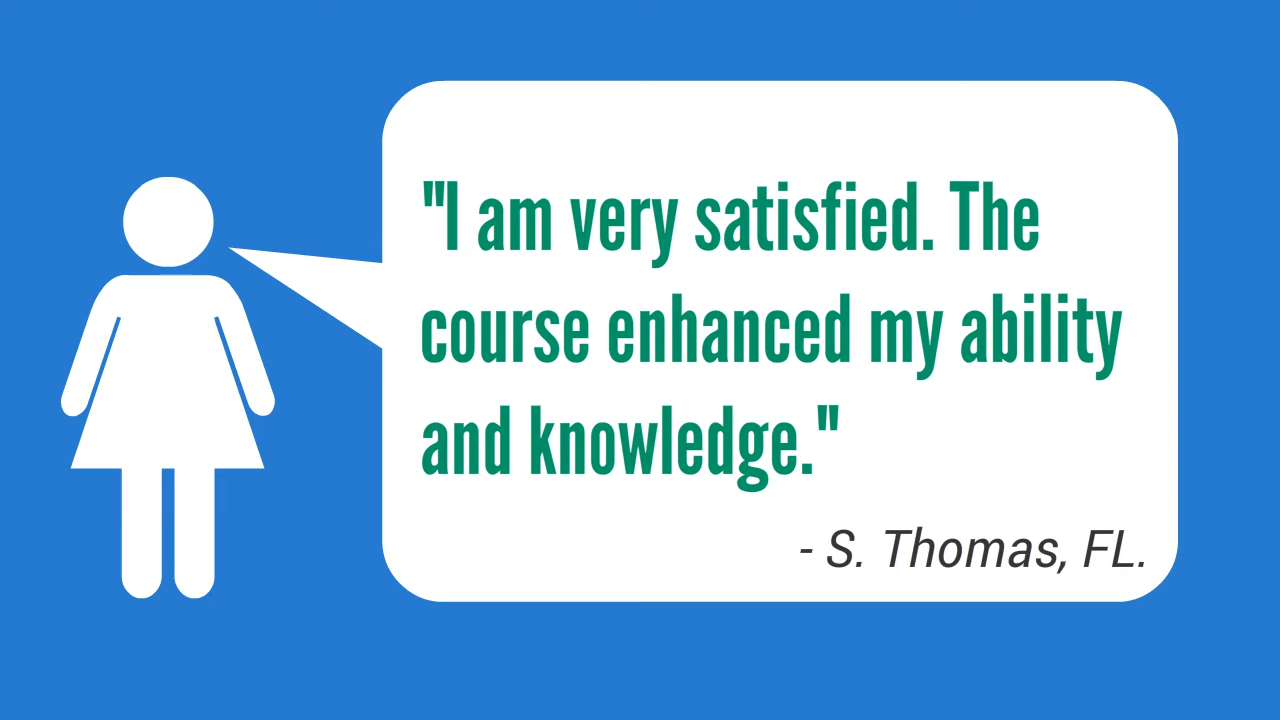 "I am very satisfied. The
course enhanced my ability
and knowledge."
- S. Thomas, FL.